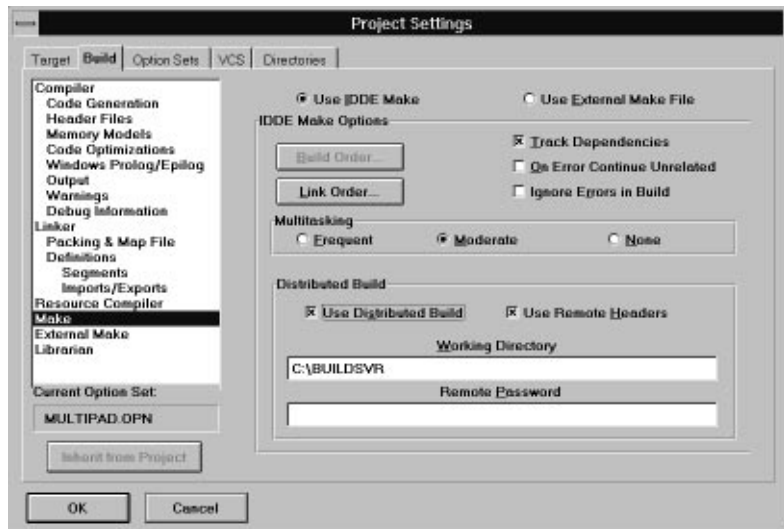 Project Settings
Target Build Option Sets VCS Directories
Compiler
Code Generation
Header Files
Memory Models
Code Optimizations
Windows Prolog/Epilog
Output
Warnings
Debug Information
Linker
Packing & Map File
Definitions
Segments
Imports/Exports
Resource Compiler
Make
External Make
Librarian
Current Option Set:
MULTIPAD.OPN
Inherit from Project
Use IDDE Make
Use External Make File
IDDE Make Options
Build Order...
Link Order...
Track Dependencies
On Error Continue Unrelated
Ignore Errors in Build
Multitasking
Frequent
Moderate
None
Distributed Build
Use Distributed Build
Use Remote Headers
Working Directory
C:\BUILDSVR
Remote Password
OK
Cancel